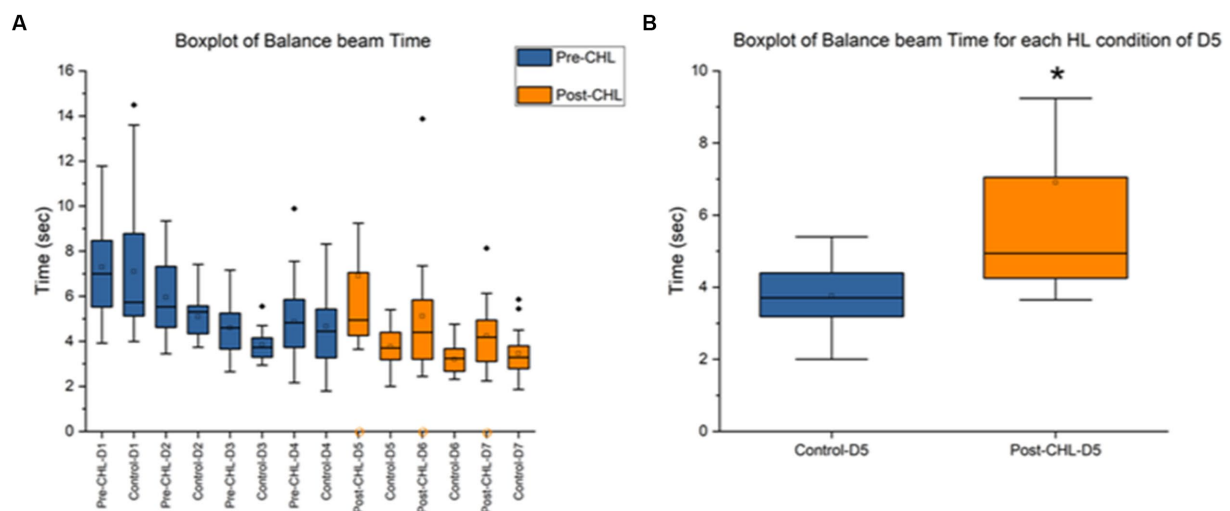 A
Boxplot of Balance beam Time
Pre-CHL
Post-CHL
16
14
12
10
8
6
4
2
0
Time (sec)
Pre-CHL-D1
Control-D1
Pre-CHL-D2
Control-D2
Pre-CHL-D3
Control-D3
Pre-CHL-D4
Control-D4
Post-CHL-D5
Control-D5
Post-CHL-D6
Control-D6
Post-CHL-D7
Control-D7
B
Boxplot of Balance beam Time for each HL condition of D5
10
8
6
4
2
0
Time (sec)
*
Control-D5
Post-CHL-D5